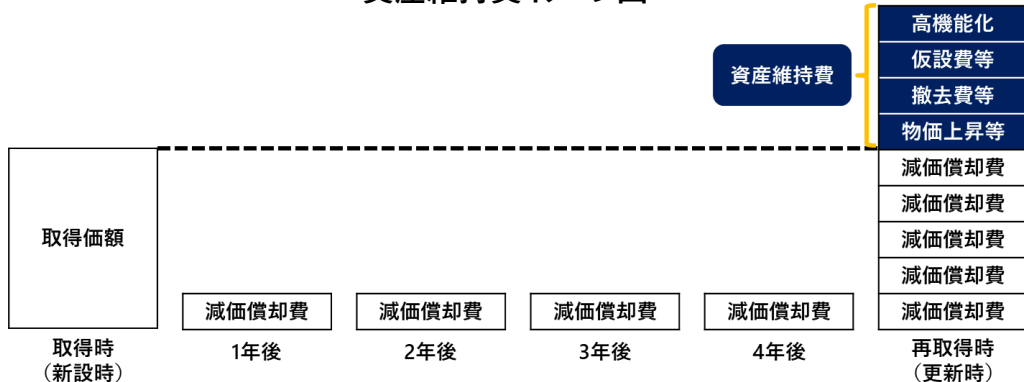 高機能化
仮設費等
資産維持費
撤去費等
物価上昇等
減価償却費
減価償却費
取得価額
減価償却費
減価償却費
減価償却費
減価償却費
減価償却費
減価償却費
減価償却費
取得時
(新設時)
1年後
2年後
3年後
4年後
再取得時
(更新時)